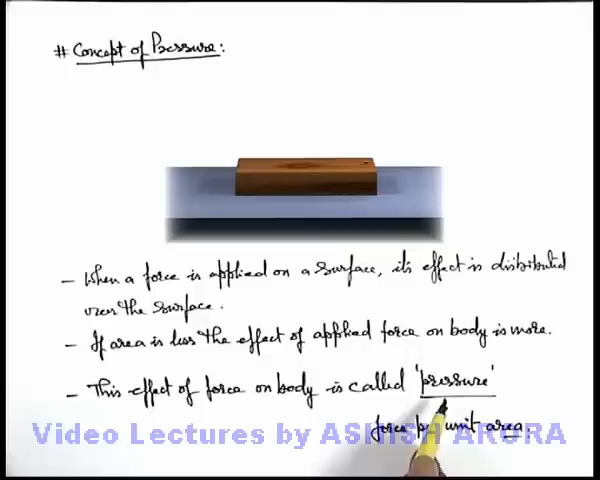 # Concept of Pressure:
- When a force is applied on a surface, its effect is distributed
over the surface.
- If area is less the effect of applied force on body is more.
- This effect of force on body is called 'pressure'
force per unit area.
Video Lectures by ASHISH ARORA